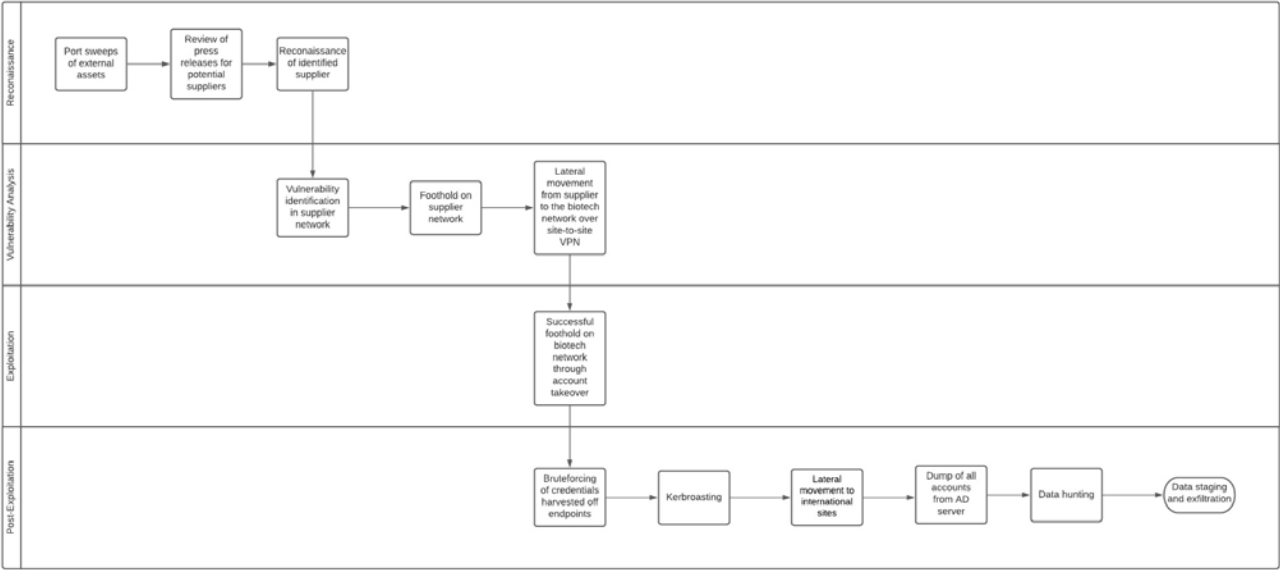 Reconaissance
Port sweeps
of external
assets
Review of
press
releases for
potential
suppliers
Reconaissance
of identified
supplier
Vulnerability Analysis
Vulnerability
identification
in supplier
network
Foothold on
supplier
network
Lateral
movement
from supplier
to the biotech
network over
site-to-site
VPN
Exploitation
Successful
foothold on
biotech
network
through
account
takeover
Post-Exploitation
Bruteforcing
of credentials
harvested off
endpoints
Kerbroasting
Lateral
movement to
international
sites
Dump of all
accounts
from AD
server
Data hunting
Data staging
and exfiltration